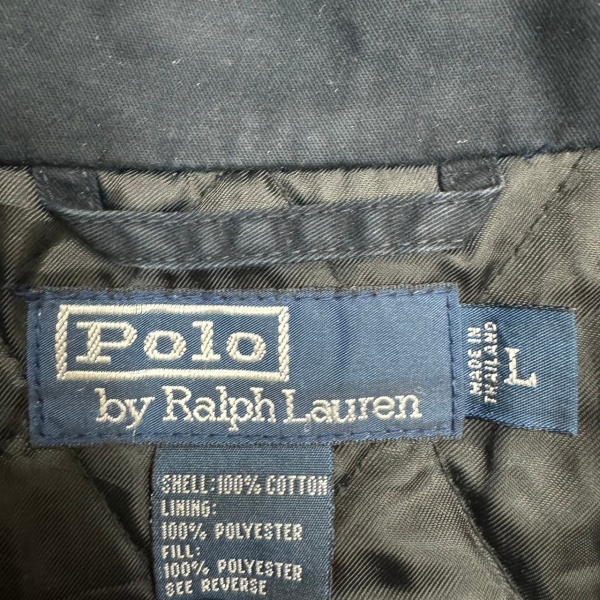 Polo
by Ralph Lauren
MADE IN
THAILAND
L
SHELL:100% COTTON
LINING:
100% POLYESTER
FILL:
100% POLYESTER
SEE REVERSE